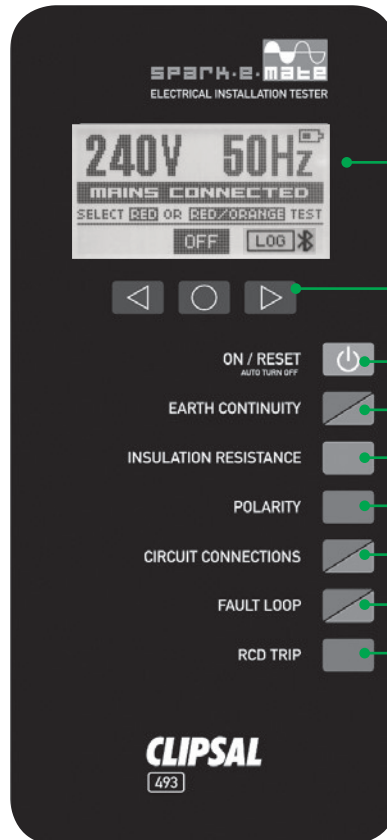 spark·e·mate
ELECTRICAL INSTALLATION TESTER
240V 50Hz
MAINS CONNECTED
SELECT RED OR RED/ORANGE TEST
OFF LOG
ON / RESET
AUTO TURN OFF
EARTH CONTINUITY
INSULATION RESISTANCE
POLARITY
CIRCUIT CONNECTIONS
FAULT LOOP
RCD TRIP
CLIPSAL
493